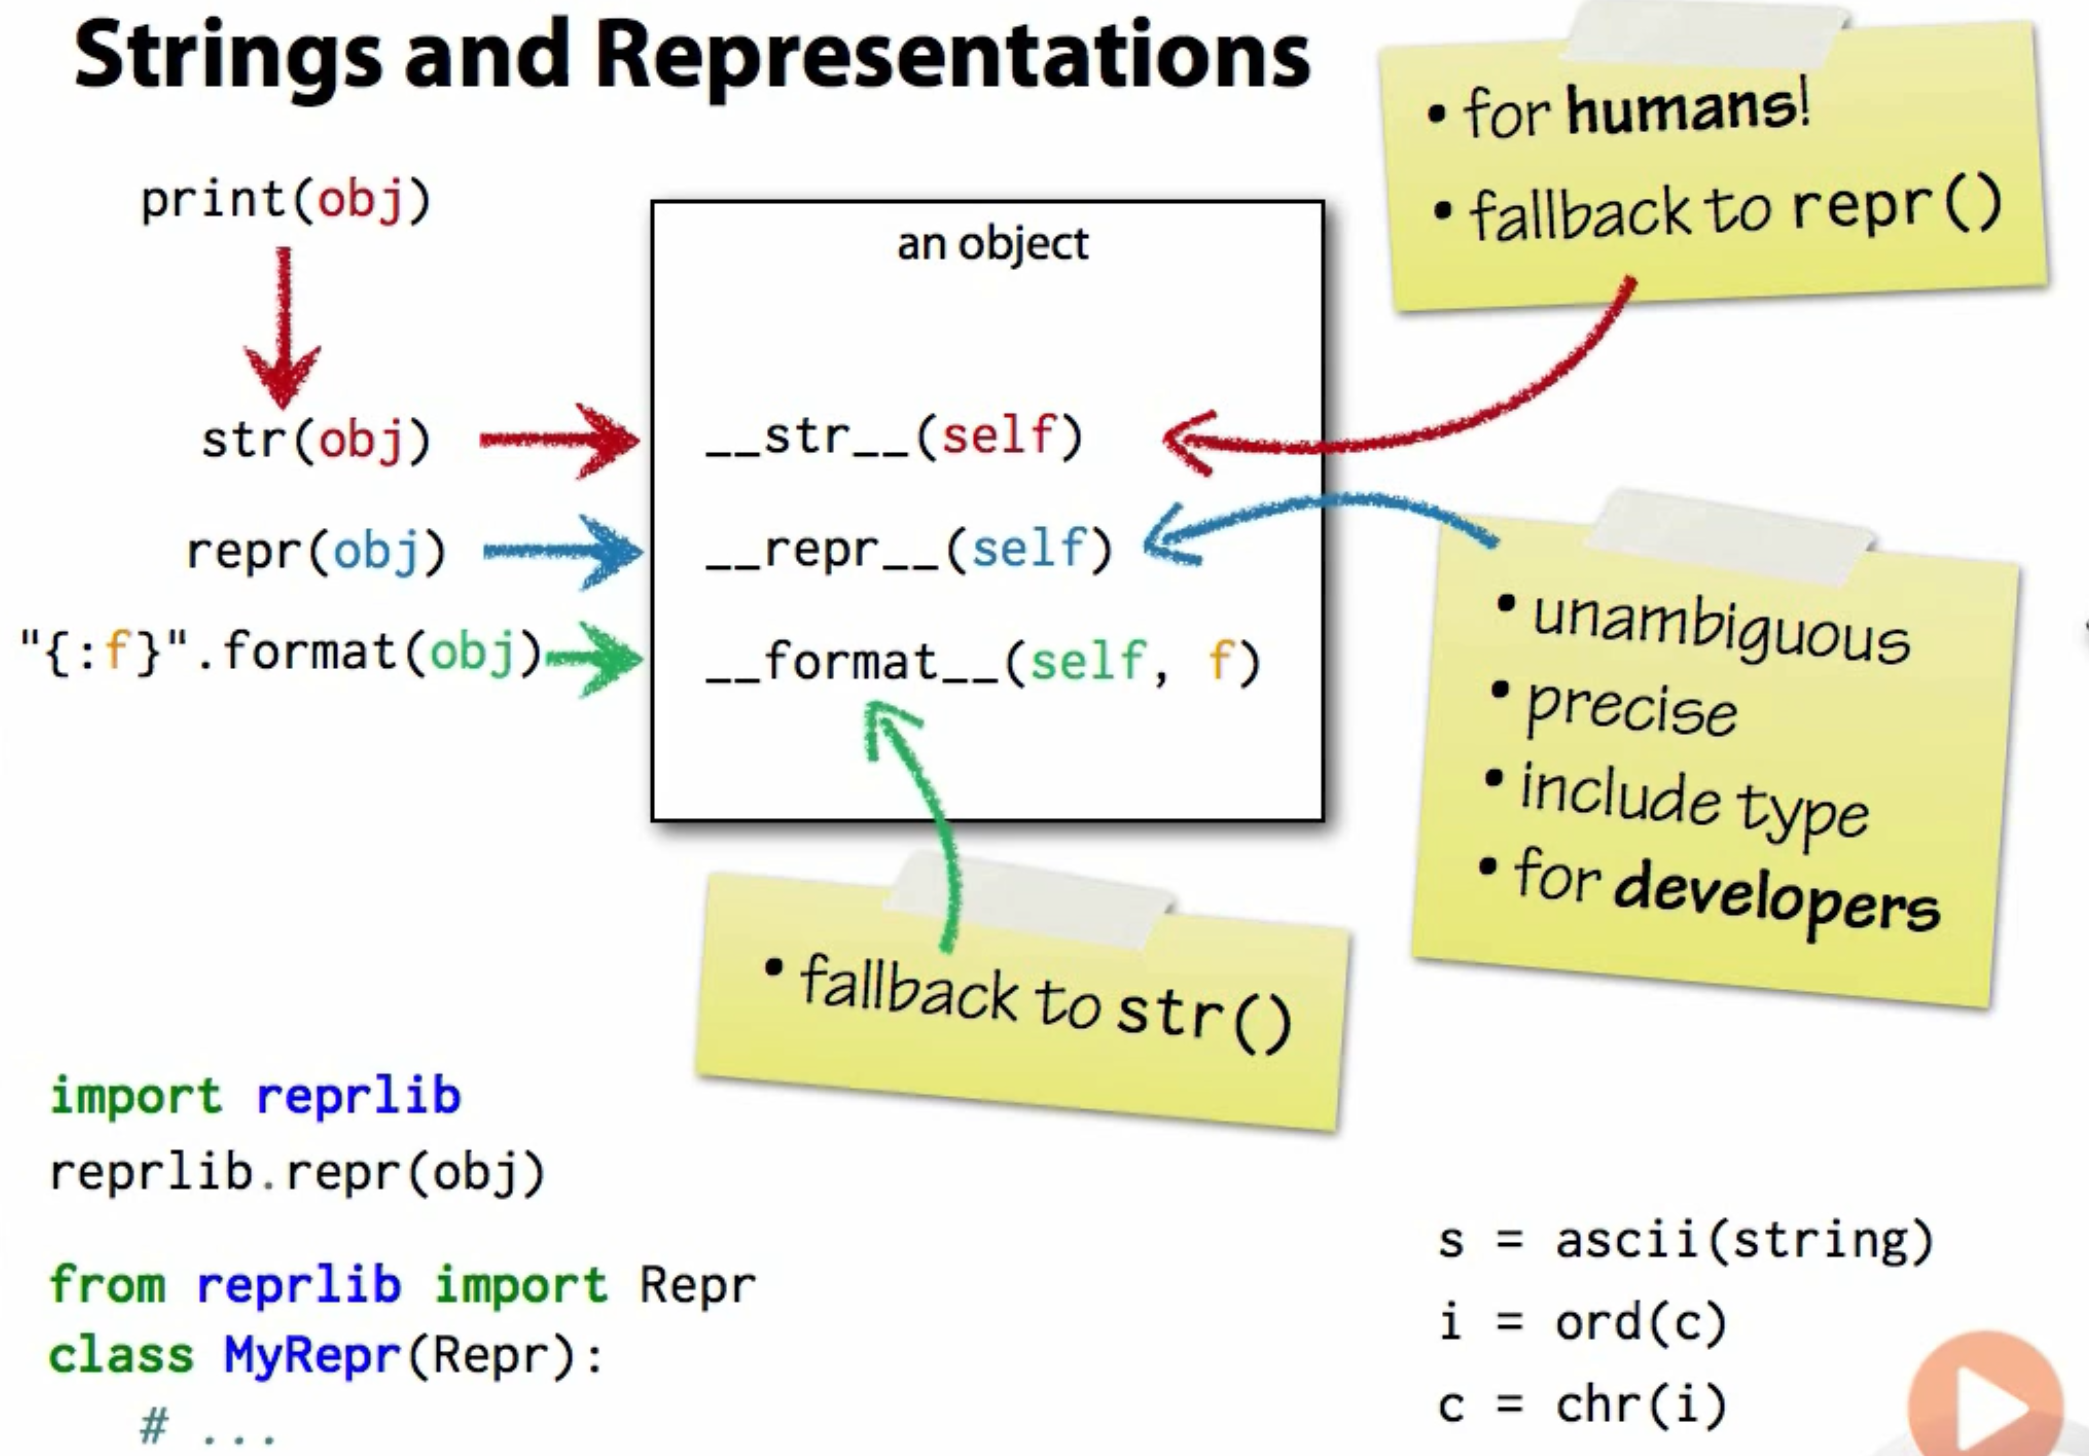 Strings and Representations
• for humans!
• fallback to repr()
print(obj)
an object
str(obj)
__str__(self)
repr(obj)
__repr__(self)
"{:f}".format(obj)
__format__(self, f)
• unambiguous
• precise
• include type
• for developers
• fallback to str()
import reprlib
reprlib.repr(obj)
from reprlib import Repr
class MyRepr(Repr):
# ...
s = ascii(string)
i = ord(c)
c = chr(i)